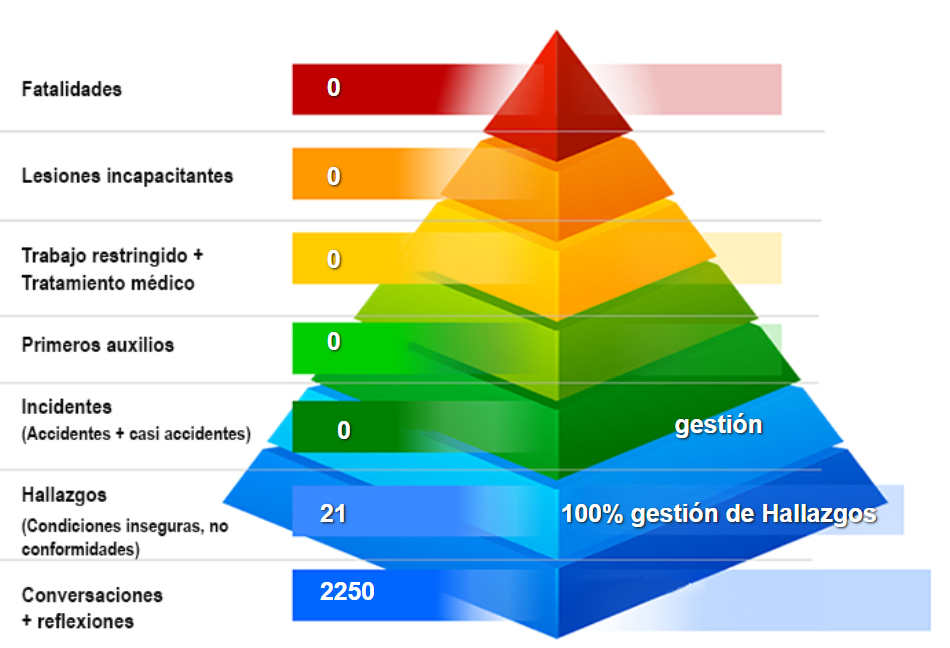 Fatalidades
0
Lesiones incapacitantes
0
Trabajo restringido +
Tratamiento médico
0
Primeros auxilios
0
Incidentes
(Accidentes + casi accidentes)
0
gestión
Hallazgos
(Condiciones inseguras, no
conformidades)
21
100% gestión de Hallazgos
Conversaciones
+ reflexiones
2250